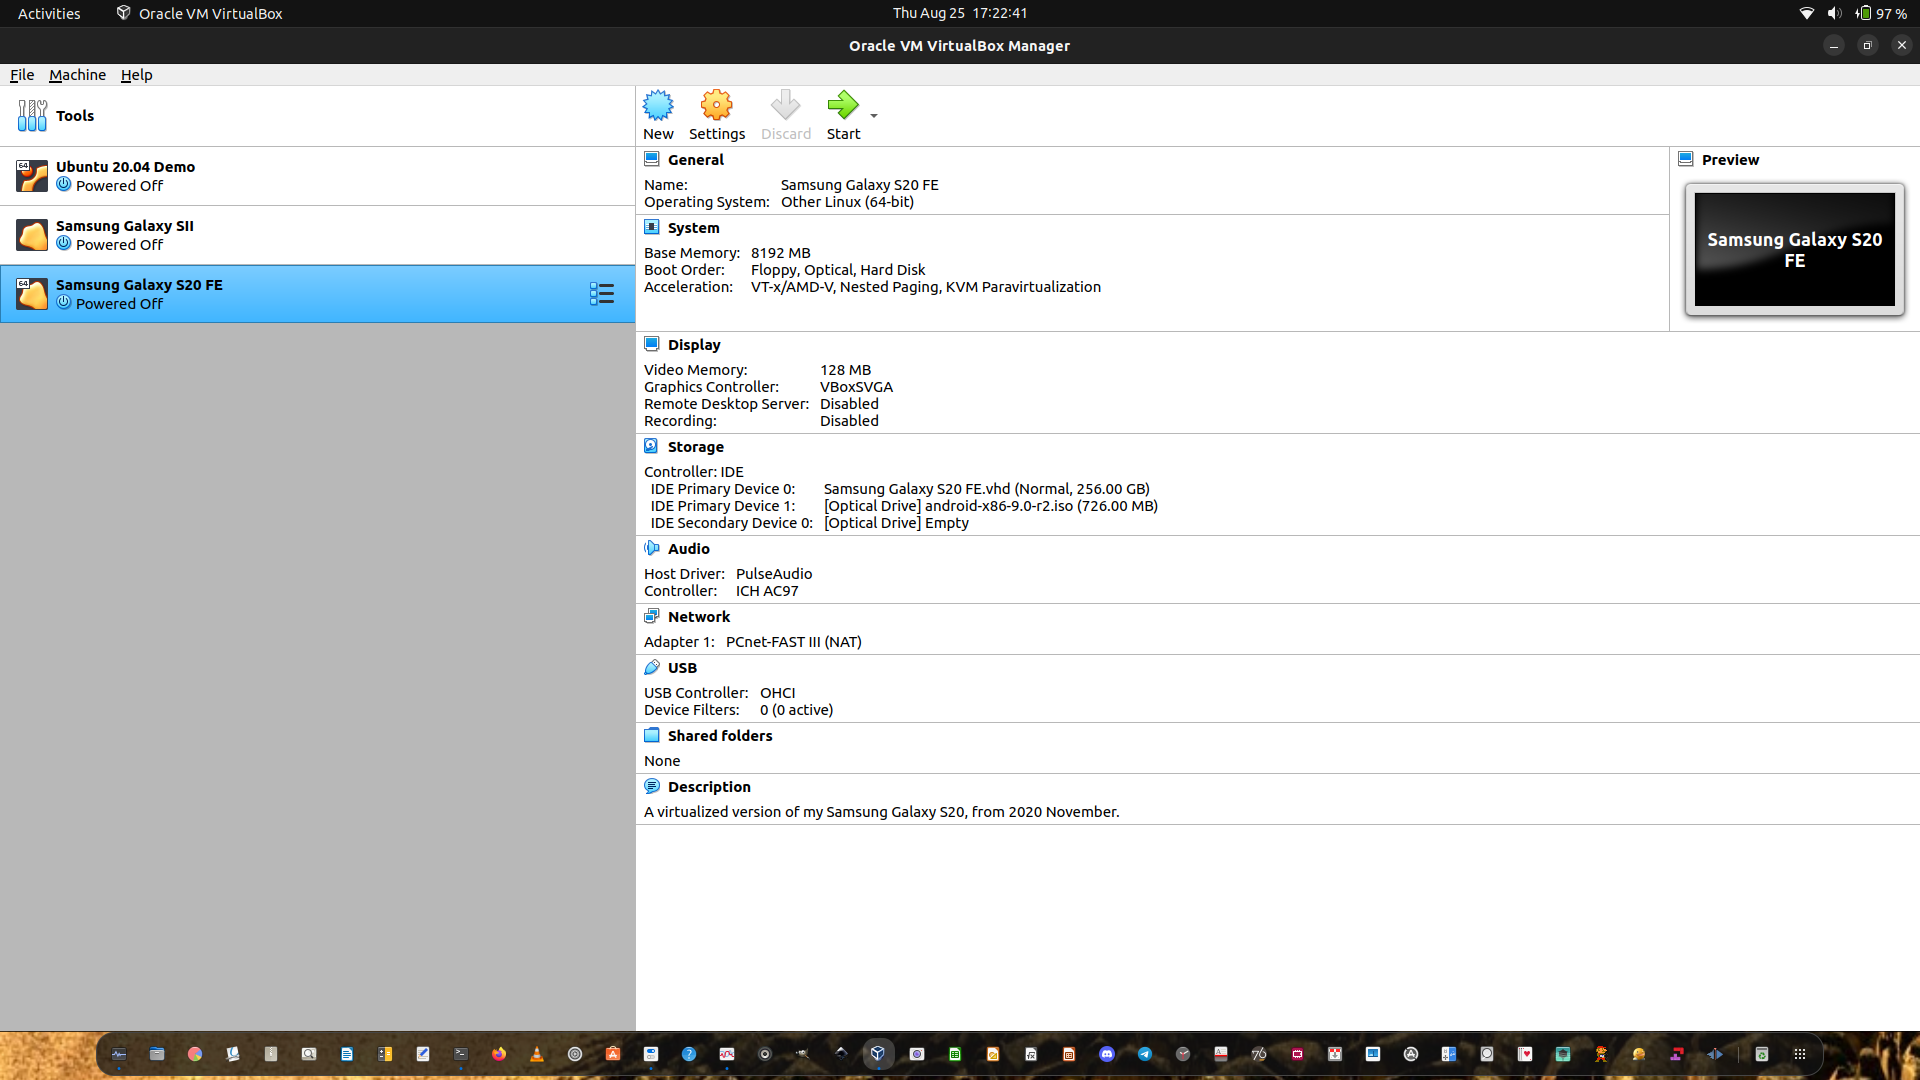 Activities Oracle VM VirtualBox Thu Aug 25 17:22:41 97 %
Oracle VM VirtualBox Manager
File Machine Help
Tools
New Settings Discard Start
64 Ubuntu 20.04 Demo
Powered Off
Samsung Galaxy SII
Powered Off
64 Samsung Galaxy S20 FE
Powered Off
General
Name: Samsung Galaxy S20 FE
Operating System: Other Linux (64-bit)
System
Base Memory: 8192 MB
Boot Order: Floppy, Optical, Hard Disk
Acceleration: VT-x/AMD-V, Nested Paging, KVM Paravirtualization
Preview
Samsung Galaxy S20
FE
Display
Video Memory: 128 MB
Graphics Controller: VBoxSVGA
Remote Desktop Server: Disabled
Recording: Disabled
Storage
Controller: IDE
IDE Primary Device 0: Samsung Galaxy S20 FE.vhd (Normal, 256.00 GB)
IDE Primary Device 1: [Optical Drive] android-x86-9.0-r2.iso (726.00 MB)
IDE Secondary Device 0: [Optical Drive] Empty
Audio
Host Driver: PulseAudio
Controller: ICH AC97
Network
Adapter 1: PCnet-FAST III (NAT)
USB
USB Controller: OHCI
Device Filters: 0 (0 active)
Shared folders
None
Description
A virtualized version of my Samsung Galaxy S20, from 2020 November.
76